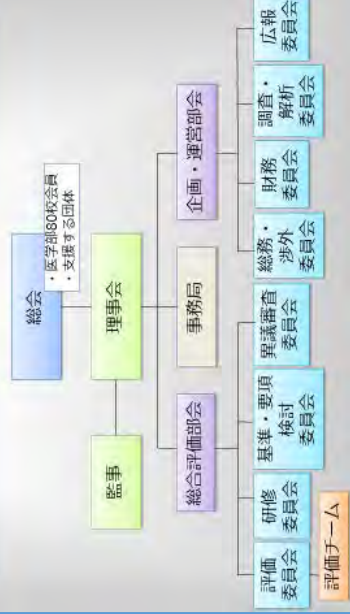 総会
・医学部80校会員
・支援する団体
監事
理事会
総合評価部会
事務局
企画・運営部会
評価
委員会
研修
委員会
基準・要項
検討
委員会
異議審査
委員会
総務・
渉外
委員会
財務
委員会
調査・
解析
委員会
広報
委員会
評価チーム